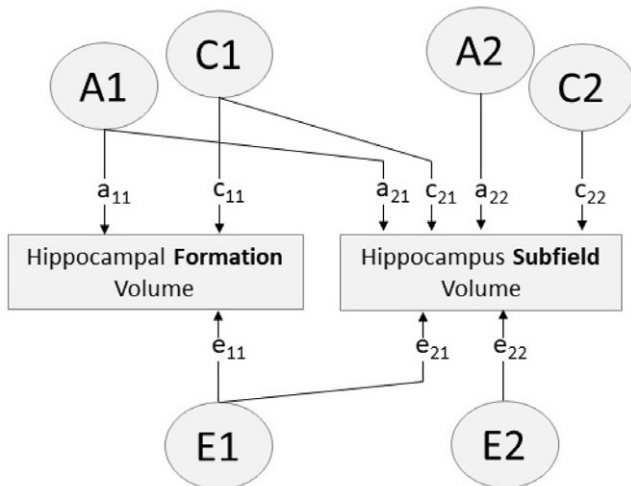 A1
C1
A2
C2
a11
c11
a21
c21
a22
c22
Hippocampal Formation
Volume
Hippocampus Subfield
Volume
e11
e21
e22
E1
E2